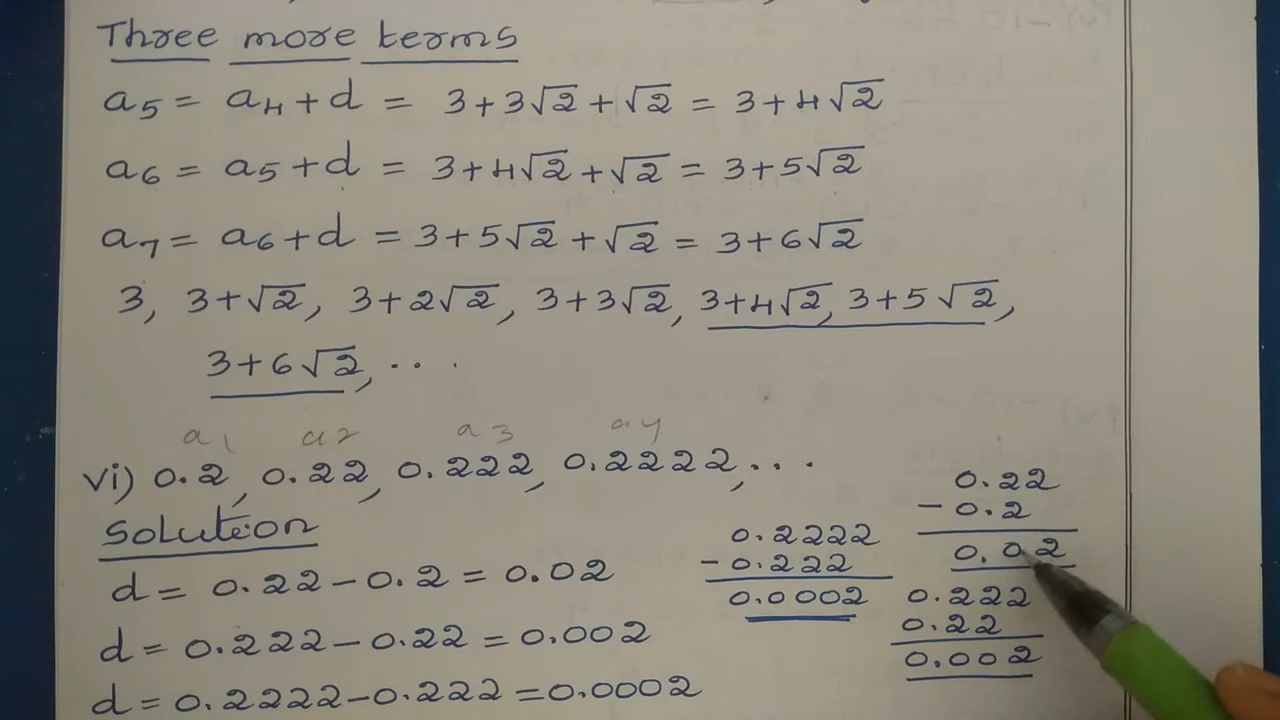 Three more terms
a5 = a4 + d = 3 + 3√2 + √2 = 3 + 4√2
a6 = a5 + d = 3 + 4√2 + √2 = 3 + 5√2
a7 = a6 + d = 3 + 5√2 + √2 = 3 + 6√2
3, 3 + √2, 3 + 2√2, 3 + 3√2, 3 + 4√2, 3 + 5√2,
3 + 6√2, ...
a1 a2 a3 a4
vi) 0.2, 0.22, 0.222, 0.2222, ...
Solution
d = 0.22 - 0.2 = 0.02
d = 0.222 - 0.22 = 0.002
d = 0.2222 - 0.222 = 0.0002
0.2222
- 0.222
0.0002
0.22
- 0.2
0.02
0.222
0.22
0.002